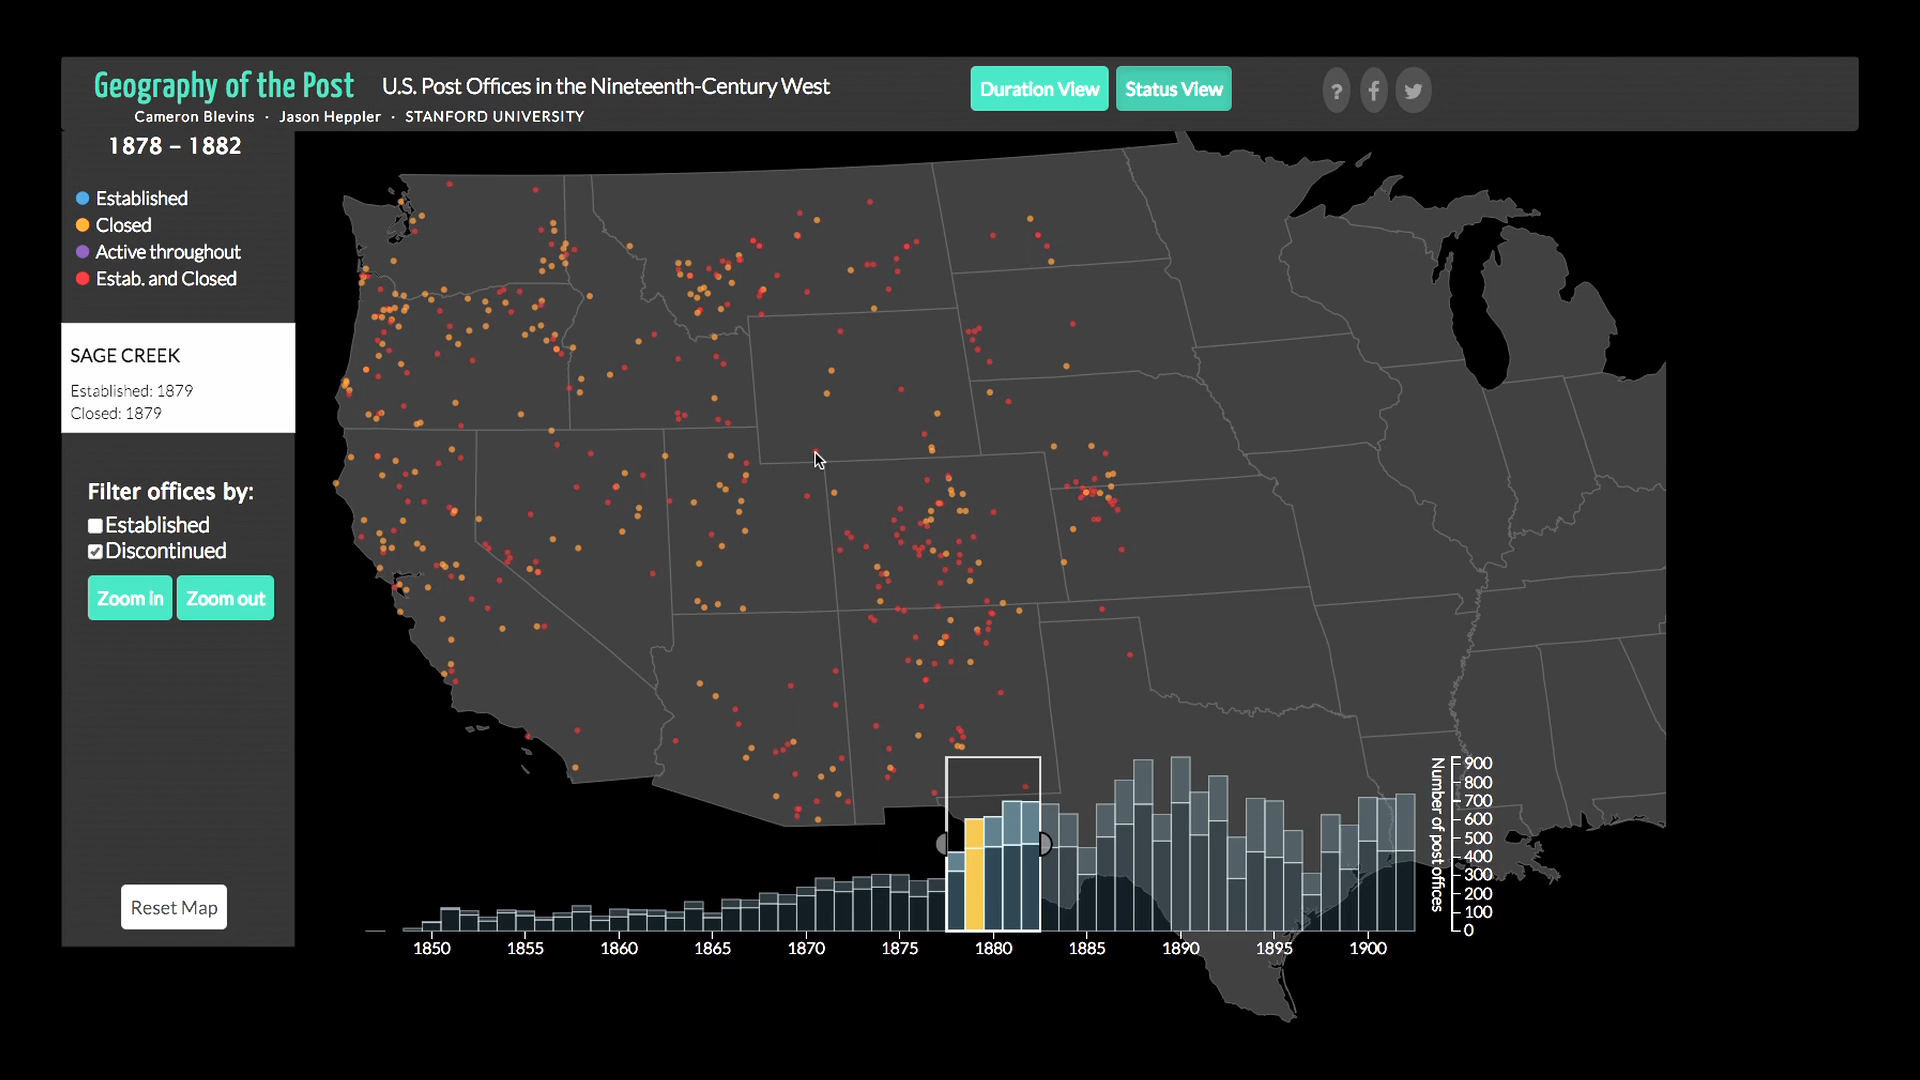 Geography of the Post
U.S. Post Offices in the Nineteenth-Century West
Cameron Blevins · Jason Heppler · STANFORD UNIVERSITY
Duration View
Status View
?
f
1878 – 1882
Established
Closed
Active throughout
Estab. and Closed
SAGE CREEK
Established: 1879
Closed: 1879
Filter offices by:
Established
Discontinued
Zoom in
Zoom out
Reset Map
1850 1855 1860 1865 1870 1875 1880 1885 1890 1895 1900
Number of post offices
900
800
700
600
500
400
300
200
100
0